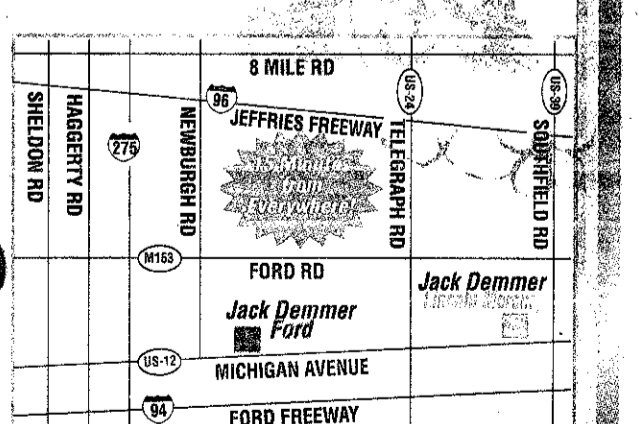 8 MILE RD
96
JEFFRIES FREEWAY
US-24
SHELDON RD
HAGGERTY RD
275
NEWBURGH RD
TELEGRAPH RD
SOUTHFIELD RD
15 Minutes
from
Everywhere!
M153
FORD RD
Jack Demmer
Jack Demmer
Ford
US-12
MICHIGAN AVENUE
94
FORD FREEWAY